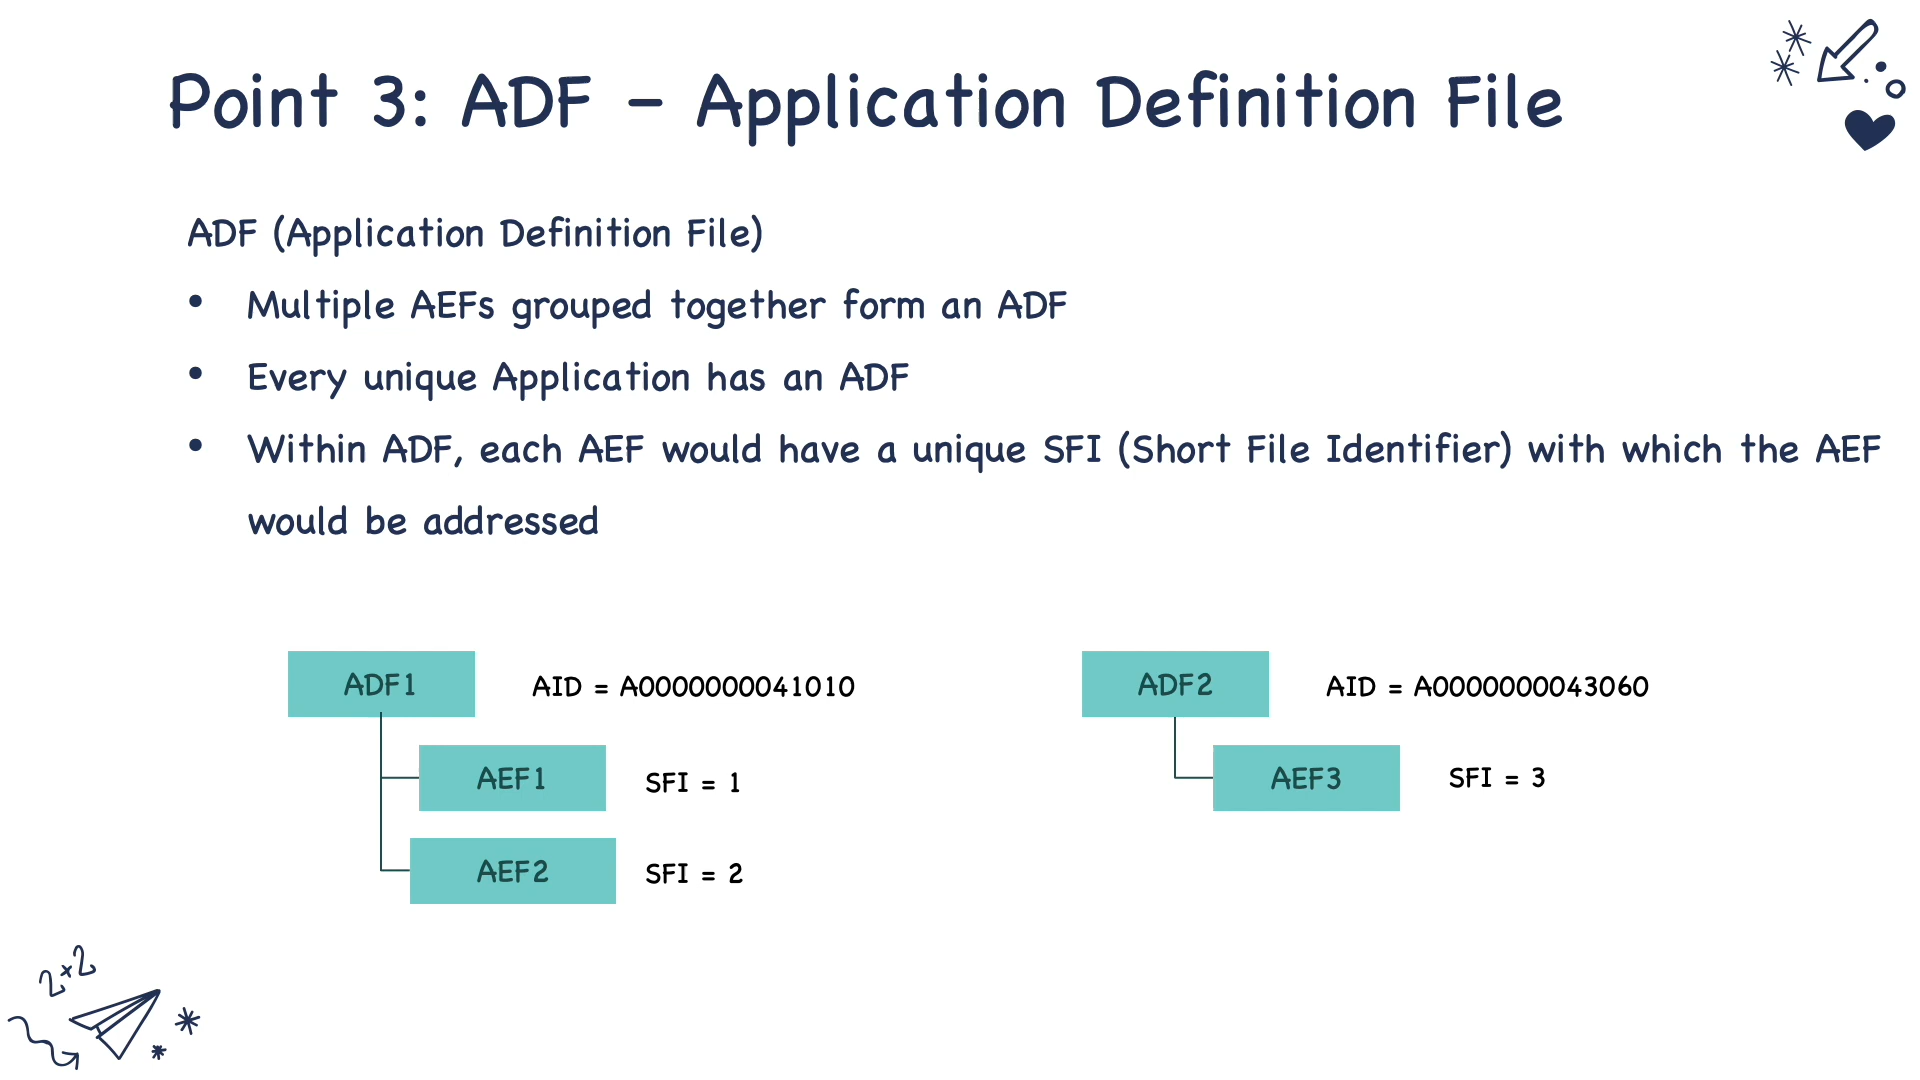 Point 3: ADF – Application Definition File
ADF (Application Definition File)
• Multiple AEFs grouped together form an ADF
• Every unique Application has an ADF
• Within ADF, each AEF would have a unique SFI (Short File Identifier) with which the AEF
would be addressed
ADF1 AID = A0000000041010
AEF1 SFI = 1
AEF2 SFI = 2
ADF2 AID = A0000000043060
AEF3 SFI = 3
2×2